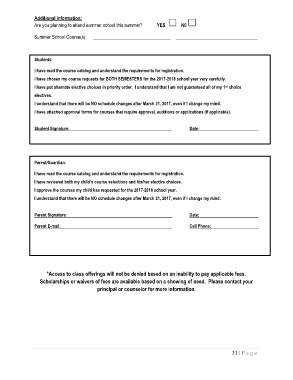 Additional Information:
Are you planning to attend summer school this summer? YES NO
Summer School Course(s)
Students:
I have read the course catalog and understand the requirements for registration.
I have chosen my course requests for BOTH SEMESTERS for the 2017-2018 school year very carefully.
I have put alternate elective choices in priority order. I understand that I am not guaranteed all of my 1st choice
electives.
I understand that there will be NO schedule changes after March 21, 2017, even if I change my mind.
I have attached approval forms for courses that require approval, auditions or applications (if applicable).
Student Signature: Date:
Parent/Guardian:
I have read the course catalog and understand the requirements for registration.
I have reviewed both my child's course selections and his/her elective choices.
I approve the courses my child has requested for the 2017-2018 school year.
I understand that there will be NO schedule changes after March 21, 2017, even if I change my mind.
Parent Signature: Date:
Parent E-mail: Cell Phone:
*Access to class offerings will not be denied based on an inability to pay applicable fees.
Scholarships or waivers of fees are available based on a showing of need. Please contact your
principal or counselor for more information.
31 | Page